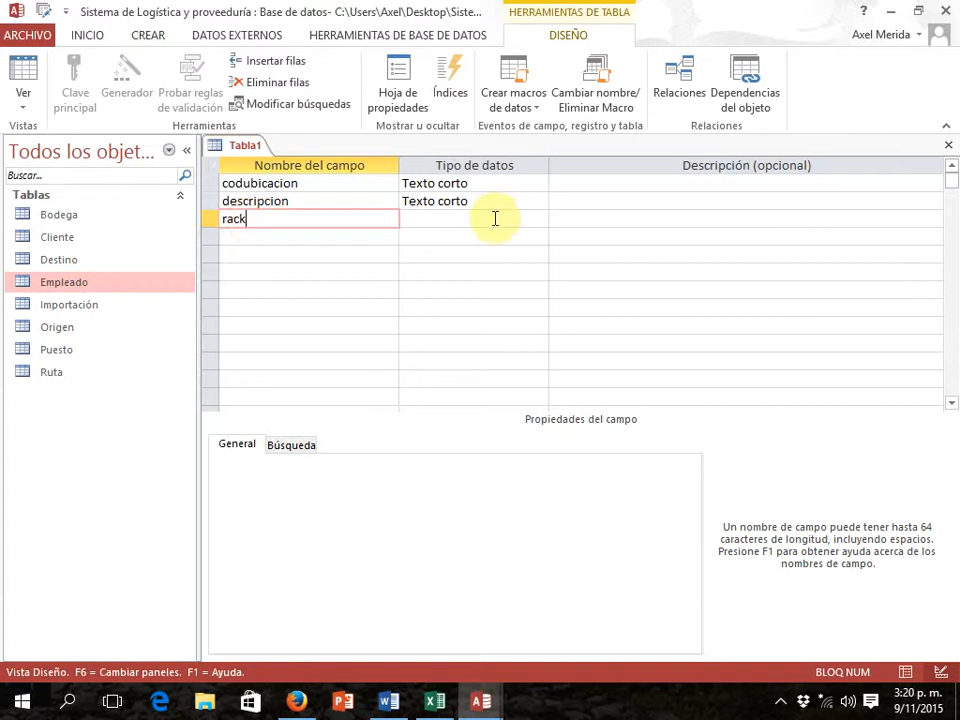 Sistema de Logística y proveeduría : Base de datos- C:\Users\Axel\Desktop\Siste...
HERRAMIENTAS DE TABLA
ARCHIVO
INICIO
CREAR
DATOS EXTERNOS
HERRAMIENTAS DE BASE DE DATOS
DISEÑO
Axel Merida
Ver
Clave principal
Generador
Probar reglas de validación
Insertar filas
Eliminar filas
Modificar búsquedas
Hoja de propiedades
Índices
Crear macros de datos
Cambiar nombre/ Eliminar Macro
Relaciones
Dependencias del objeto
Vistas
Herramientas
Mostrar u ocultar
Eventos de campo, registro y tabla
Relaciones
Todos los objet...
Buscar...
Tablas
Bodega
Cliente
Destino
Empleado
Importación
Origen
Puesto
Ruta
Tabla1
Nombre del campo
Tipo de datos
Descripción (opcional)
codubicacion
Texto corto
descripcion
Texto corto
rack
Propiedades del campo
General
Búsqueda
Un nombre de campo puede tener hasta 64
caracteres de longitud, incluyendo espacios.
Presione F1 para obtener ayuda acerca de los
nombres de campo.
Vista Diseño. F6 = Cambiar paneles. F1 = Ayuda.
BLOQ NUM
3:20 p. m.
9/11/2015